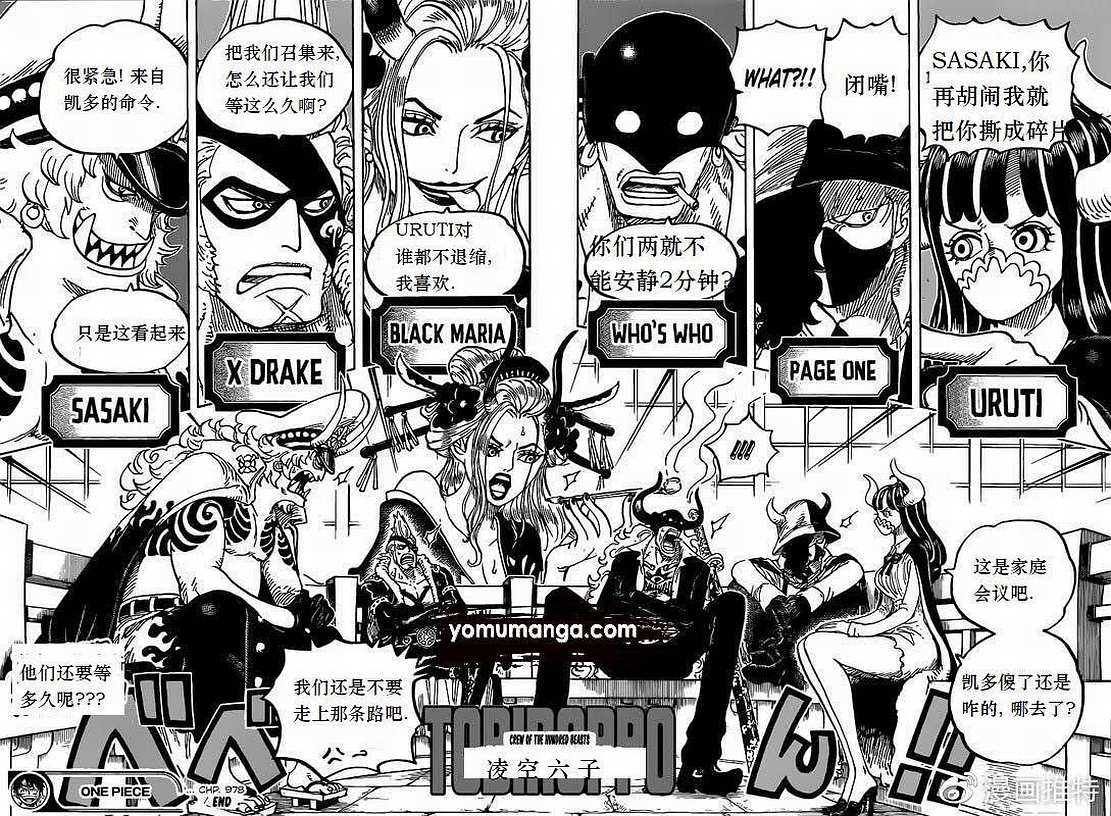 很紧急! 来自
凯多的命令.
把我们召集来,
怎么还让我们
等这么久啊?
WHAT?!!
闭嘴!
SASAKI,你
再胡闹我就
把你撕成碎片
URUTI对
谁都不退缩,
我喜欢.
你们两就不
能安静2分钟?
只是这看起来
SASAKI
X DRAKE
BLACK MARIA
WHO'S WHO
PAGE ONE
URUTI
!!!
这是家庭
会议吧.
yomumanga.com
他们还要等
多久呢???
我们还是不要
走上那条路吧.
凯多傻了还是
咋的, 哪去了?
TOBIROPPO
CREW OF THE HUNDRED BEASTS
凌空六子
べべん!!
ONE PIECE
... CHP. 978
/ END
漫画推特